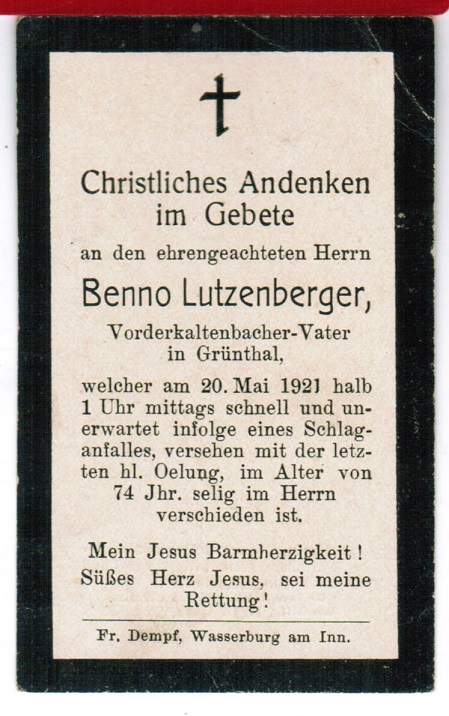 Christliches Andenken
im Gebete
an den ehrengeachteten Herrn
Benno Lutzenberger,
Vorderkaltenbacher-Vater
in Grünthal,
welcher am 20. Mai 1921 halb
1 Uhr mittags schnell und un-
erwartet infolge eines Schlag-
anfalles, versehen mit der letz-
ten hl. Oelung, im Alter von
74 Jhr. selig im Herrn
verschieden ist.
Mein Jesus Barmherzigkeit!
Süßes Herz Jesus, sei meine
Rettung!
Fr. Dempf, Wasserburg am Inn.